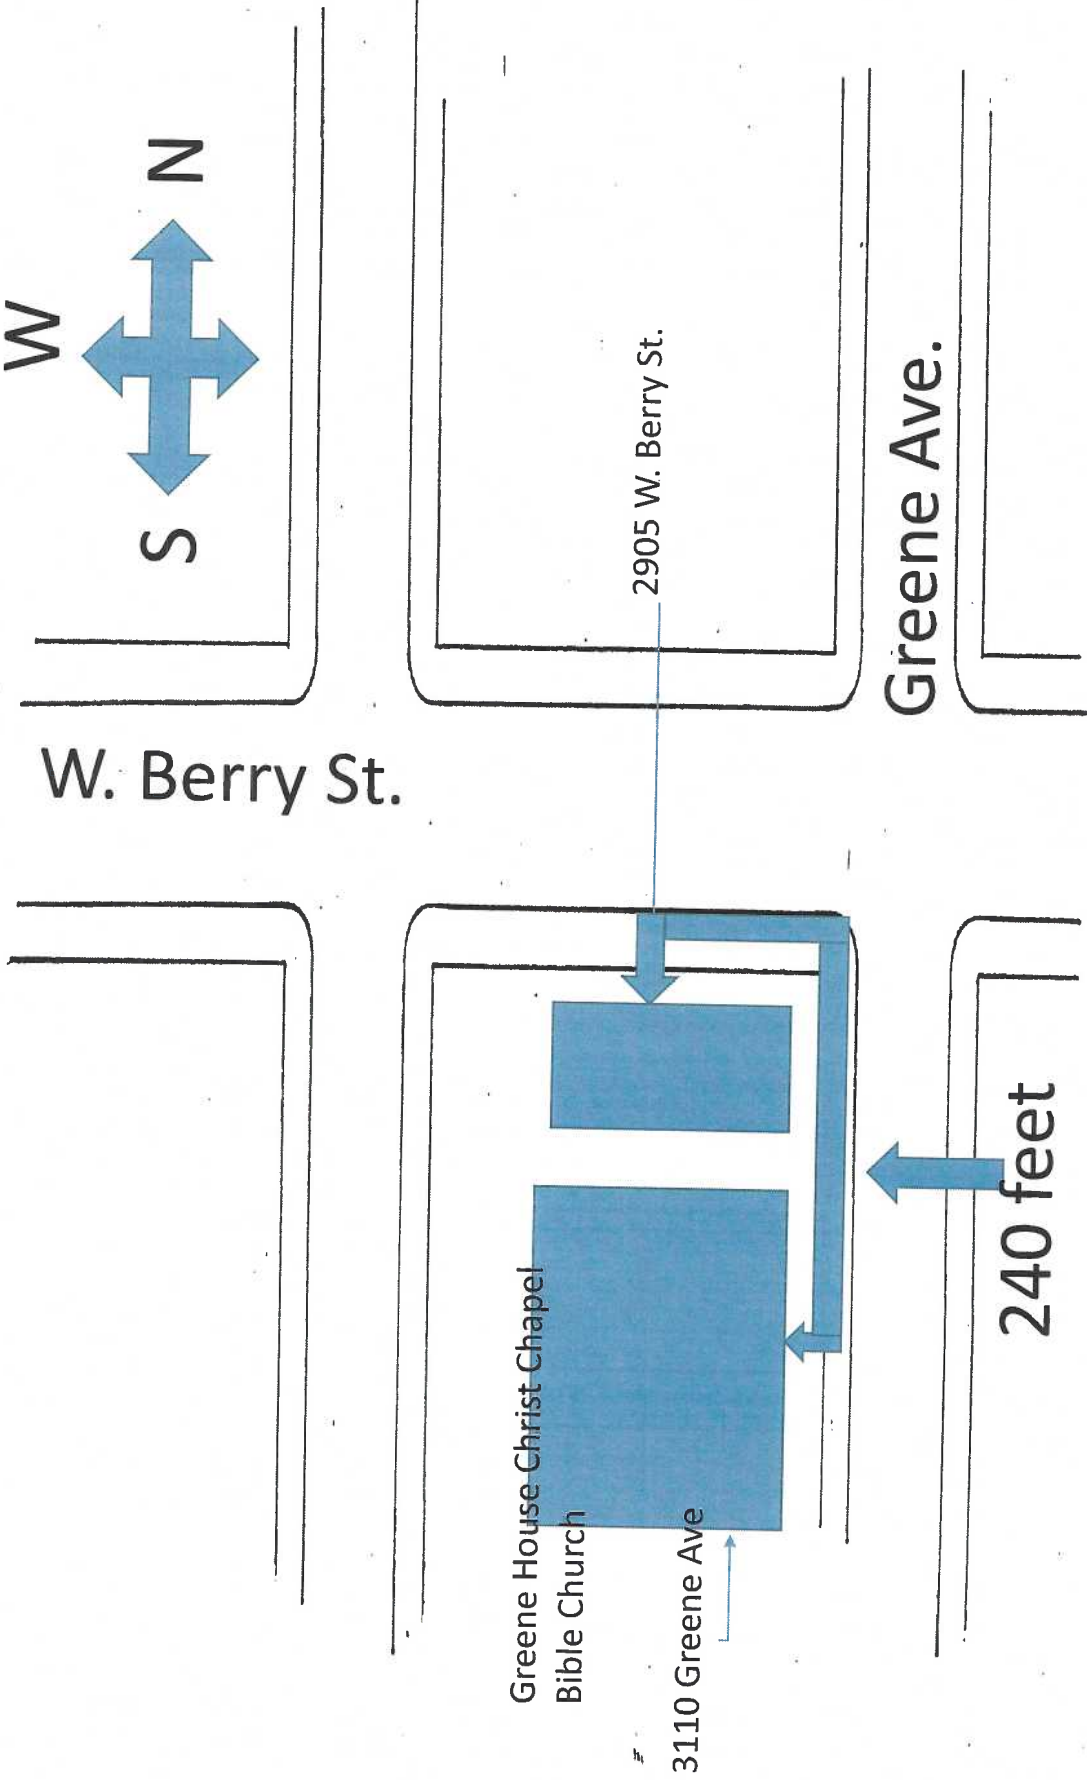 W
N
S
W. Berry St.
2905 W. Berry St.
Greene Ave.
Greene House Christ Chapel
Bible Church
3110 Greene Ave
240 feet